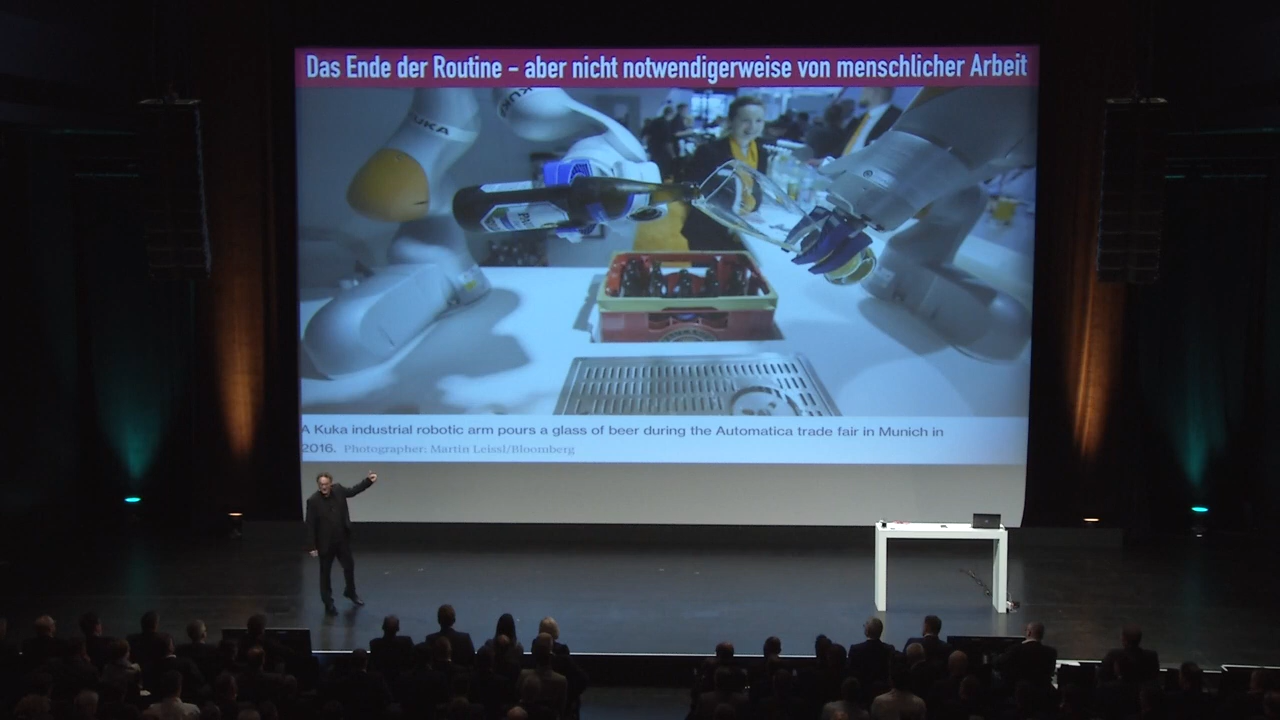 Das Ende der Routine – aber nicht notwendigerweise von menschlicher Arbeit
KUKA
KUKA
A Kuka industrial robotic arm pours a glass of beer during the Automatica trade fair in Munich in
2016. Photographer: Martin Leissl/Bloomberg